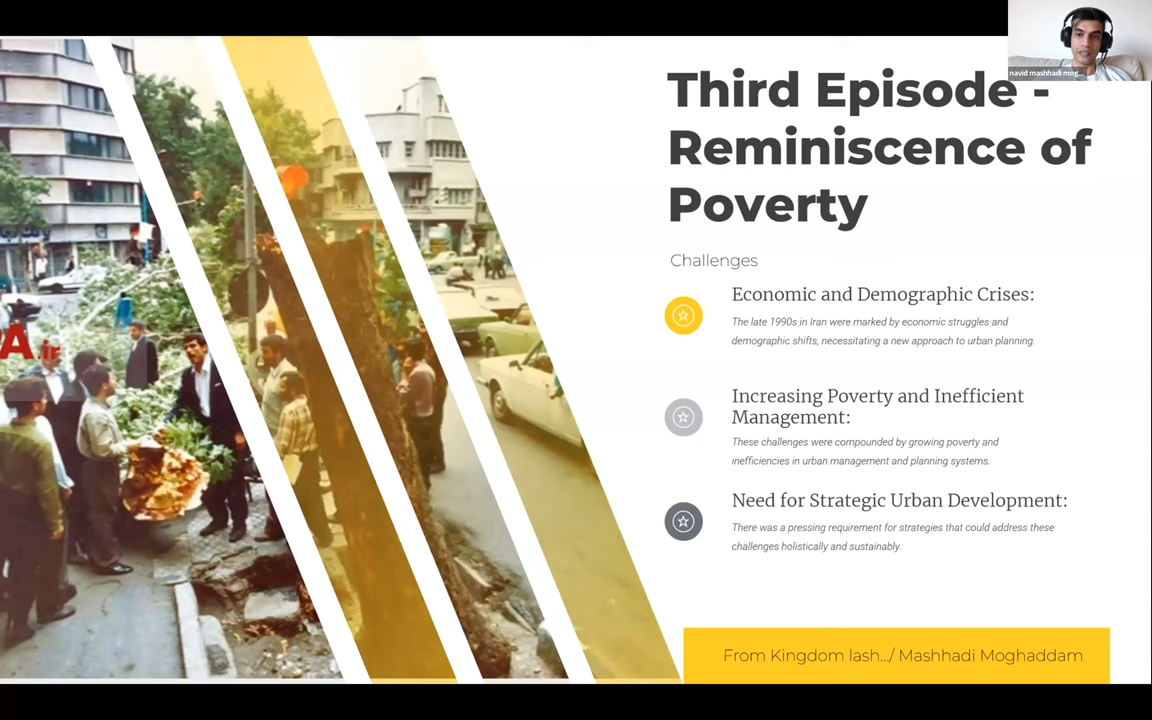 navid mashhadi mog...
Third Episode -
Reminiscence of
Poverty
Challenges
Economic and Demographic Crises:
The late 1990s in Iran were marked by economic struggles and
demographic shifts, necessitating a new approach to urban planning.
Increasing Poverty and Inefficient
Management:
These challenges were compounded by growing poverty and
inefficiencies in urban management and planning systems.
Need for Strategic Urban Development:
There was a pressing requirement for strategies that could address these
challenges holistically and sustainably.
From Kingdom lash.../ Mashhadi Moghaddam
A.ir